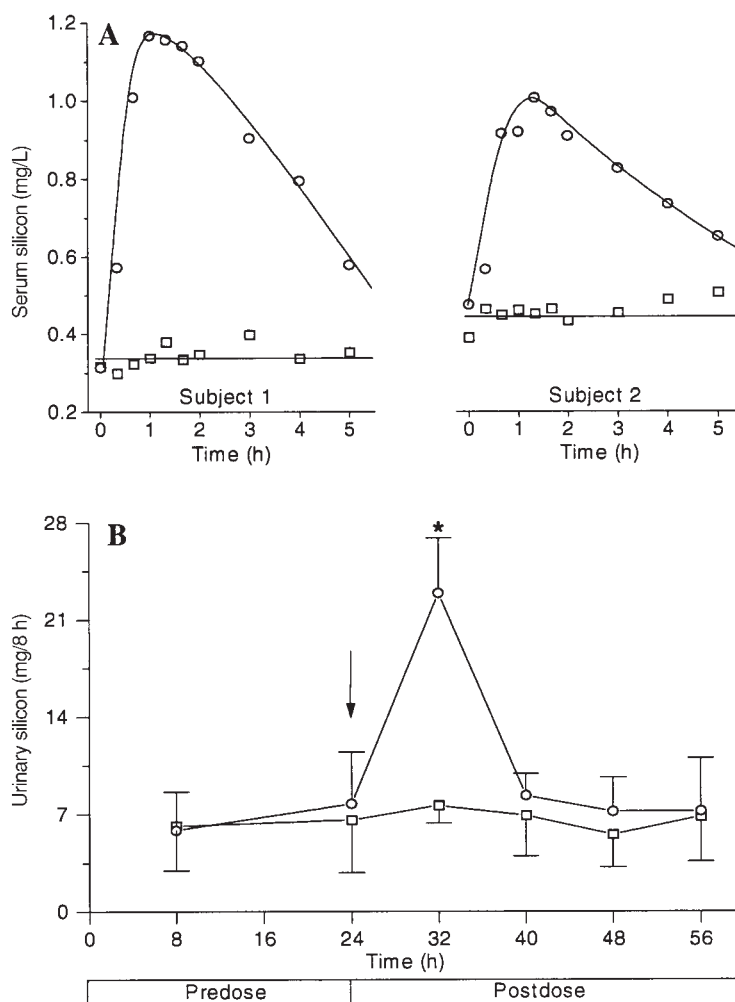 A
Serum silicon (mg/L)
1.2
1.0
0.8
0.6
0.4
0.2
Subject 1
0 1 2 3 4 5
Time (h)
Subject 2
0 1 2 3 4 5
Time (h)
B
*
Urinary silicon (mg/8 h)
28
21
14
7
0
0 8 16 24 32 40 48 56
Time (h)
Predose Postdose